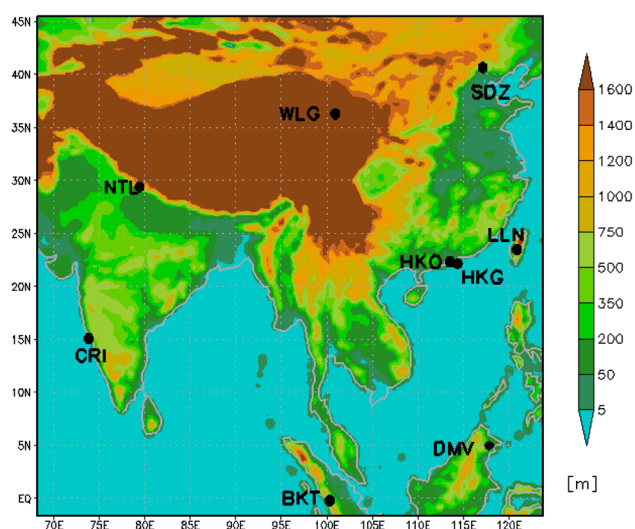 45N
40N
35N
30N
25N
20N
15N
10N
5N
EQ
SDZ
WLG
NTL
LLN
HKO
HKG
CRI
DMV
BKT
70E 75E 80E 85E 90E 95E 100E 105E 110E 115E 120E
1600
1400
1200
1000
750
500
350
200
50
5
[m]